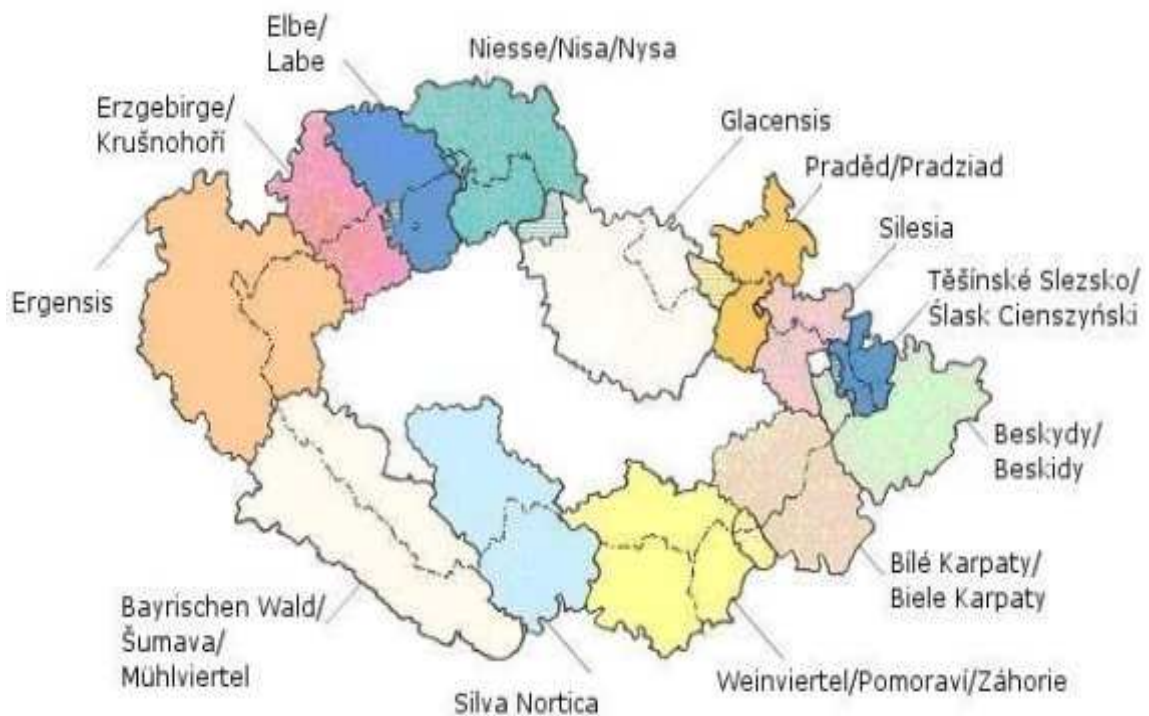 Elbe/
Labe
Niesse/Nisa/Nysa
Erzgebirge/
Krušnohoří
Glacensis
Praděd/Pradziad
Silesia
Těšínské Slezsko/
Ślask Cienszyński
Ergensis
Beskydy/
Beskidy
Bílé Karpaty/
Biele Karpaty
Bayrischen Wald/
Šumava/
Mühlviertel
Weinviertel/Pomoraví/Záhorie
Silva Nortica